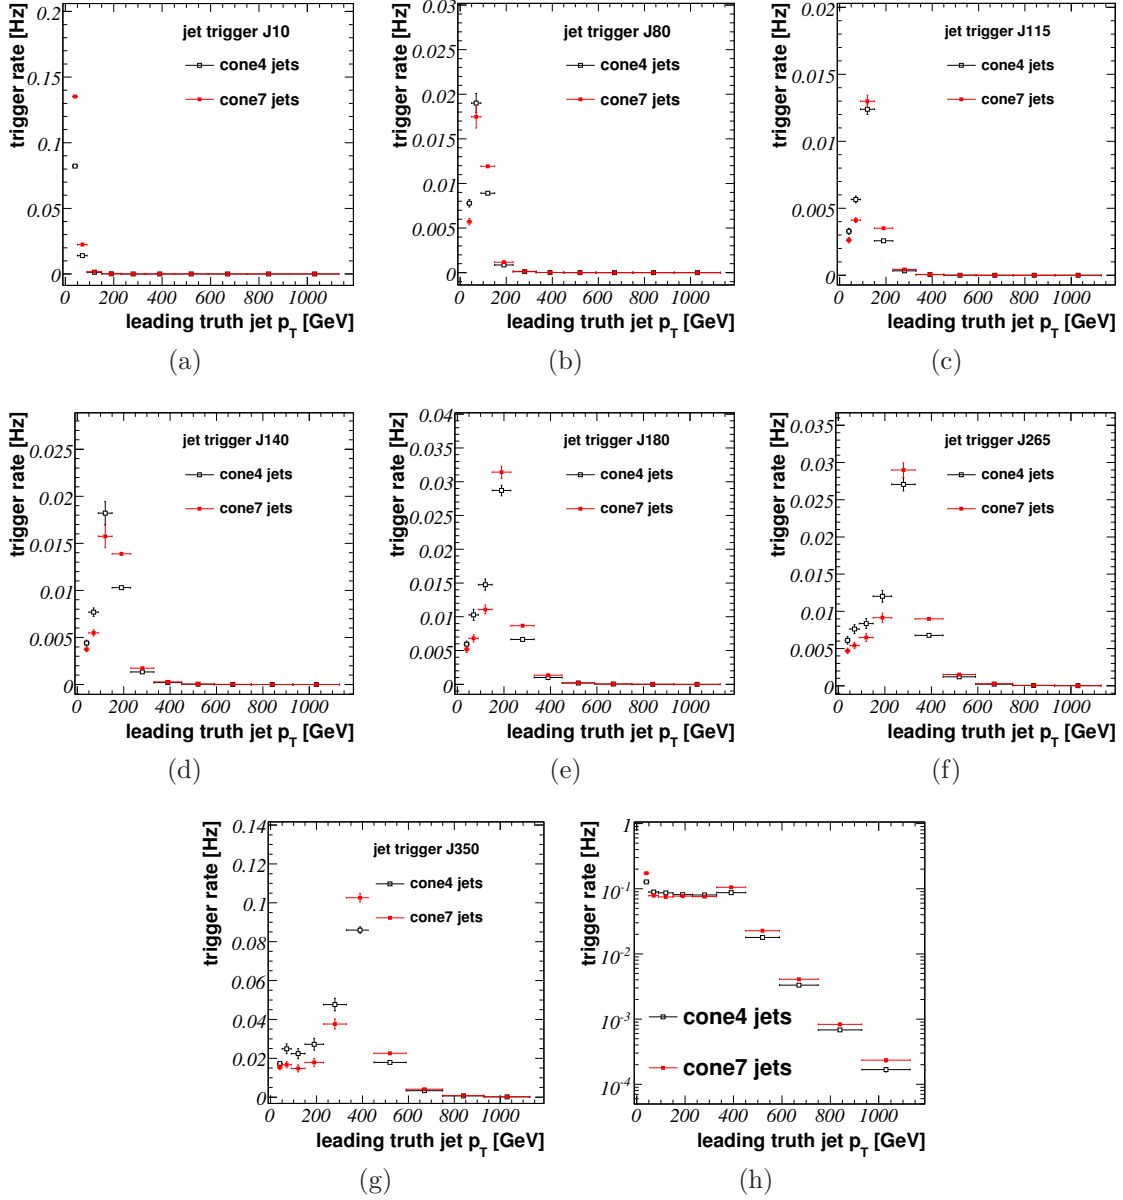 trigger rate [Hz]
0.2
0.15
0.1
0.05
0
jet trigger J10
cone4 jets
cone7 jets
0 200 400 600 800 1000
leading truth jet p_T [GeV]
(a)
trigger rate [Hz]
0.03
0.025
0.02
0.015
0.01
0.005
0
jet trigger J80
cone4 jets
cone7 jets
0 200 400 600 800 1000
leading truth jet p_T [GeV]
(b)
trigger rate [Hz]
0.02
0.015
0.01
0.005
0
jet trigger J115
cone4 jets
cone7 jets
0 200 400 600 800 1000
leading truth jet p_T [GeV]
(c)
trigger rate [Hz]
0.025
0.02
0.015
0.01
0.005
0
jet trigger J140
cone4 jets
cone7 jets
0 200 400 600 800 1000
leading truth jet p_T [GeV]
(d)
trigger rate [Hz]
0.04
0.035
0.03
0.025
0.02
0.015
0.01
0.005
0
jet trigger J180
cone4 jets
cone7 jets
0 200 400 600 800 1000
leading truth jet p_T [GeV]
(e)
trigger rate [Hz]
0.035
0.03
0.025
0.02
0.015
0.01
0.005
0
jet trigger J265
cone4 jets
cone7 jets
0 200 400 600 800 1000
leading truth jet p_T [GeV]
(f)
trigger rate [Hz]
0.14
0.12
0.1
0.08
0.06
0.04
0.02
0
jet trigger J350
cone4 jets
cone7 jets
0 200 400 600 800 1000
leading truth jet p_T [GeV]
(g)
trigger rate [Hz]
1
10^-1
10^-2
10^-3
10^-4
cone4 jets
cone7 jets
0 200 400 600 800 1000
leading truth jet p_T [GeV]
(h)